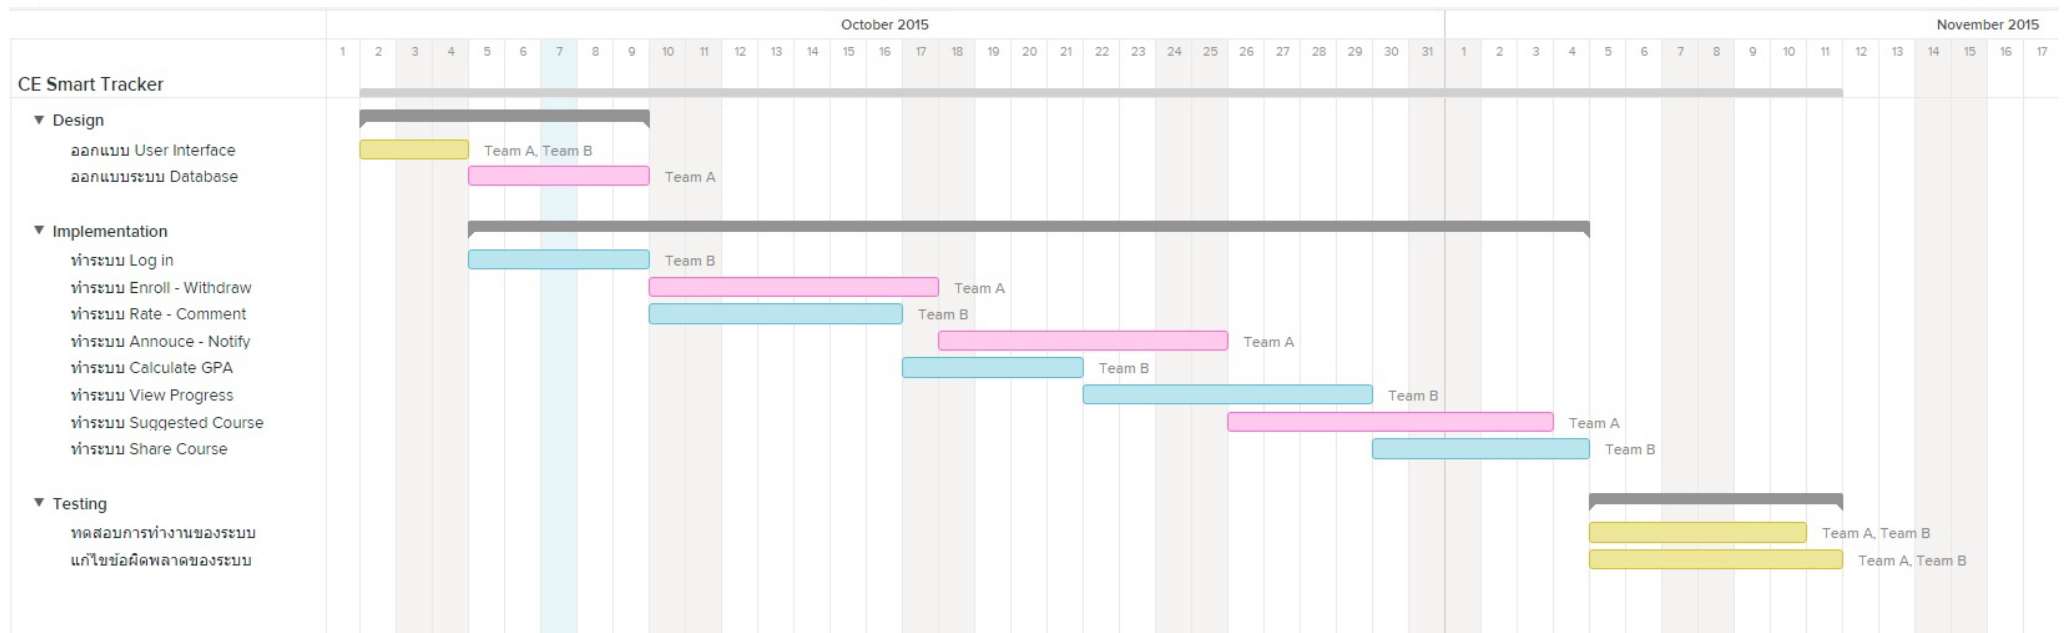 October 2015 November 2015
1 2 3 4 5 6 7 8 9 10 11 12 13 14 15 16 17 18 19 20 21 22 23 24 25 26 27 28 29 30 31 1 2 3 4 5 6 7 8 9 10 11 12 13 14 15 16 17
CE Smart Tracker
Design
ออกแบบ User Interface Team A, Team B
ออกแบบระบบ Database Team A
Implementation
ทำระบบ Log in Team B
ทำระบบ Enroll - Withdraw Team A
ทำระบบ Rate - Comment Team B
ทำระบบ Annouce - Notify Team A
ทำระบบ Calculate GPA Team B
ทำระบบ View Progress Team B
ทำระบบ Suggested Course Team A
ทำระบบ Share Course Team B
Testing
ทดสอบการทำงานของระบบ Team A, Team B
แก้ไขข้อผิดพลาดของระบบ Team A, Team B